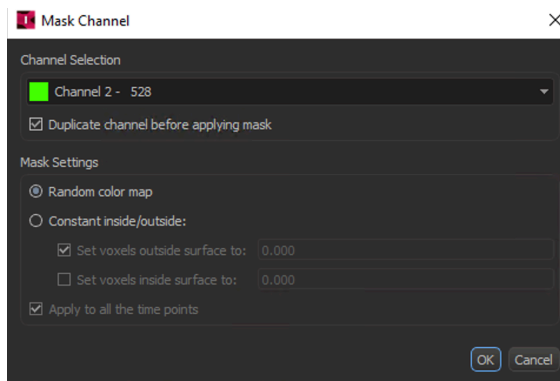 Mask Channel
Channel Selection
Channel 2 - 528
Duplicate channel before applying mask
Mask Settings
Random color map
Constant inside/outside:
Set voxels outside surface to: 0.000
Set voxels inside surface to: 0.000
Apply to all the time points
OK Cancel